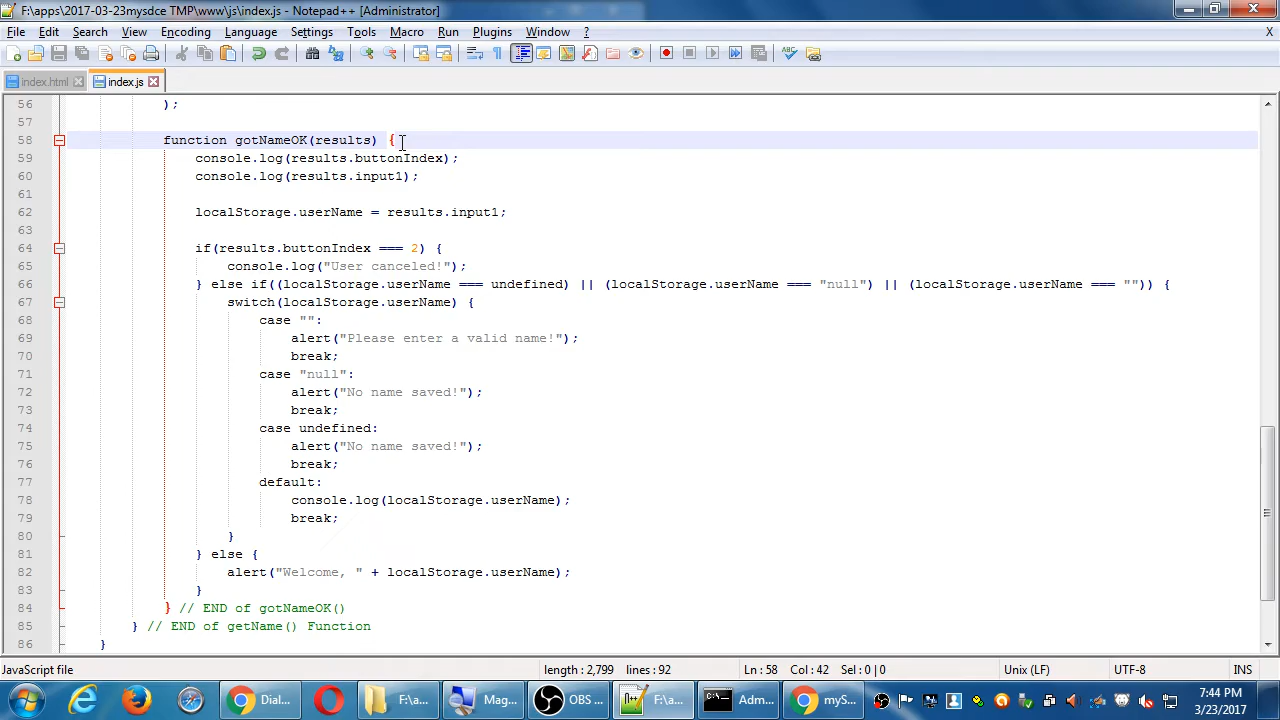 F:\apps\2017-03-23mysdce TMP\www\js\index.js - Notepad++ [Administrator]
File Edit Search View Encoding Language Settings Tools Macro Run Plugins Window ? X
index.html index.js
56 );
57
58 function gotNameOK(results) {
59 console.log(results.buttonIndex);
60 console.log(results.input1);
61
62 localStorage.userName = results.input1;
63
64 if(results.buttonIndex === 2) {
65 console.log("User canceled!");
66 } else if((localStorage.userName === undefined) || (localStorage.userName === "null") || (localStorage.userName === "")) {
67 switch(localStorage.userName) {
68 case "":
69 alert("Please enter a valid name!");
70 break;
71 case "null":
72 alert("No name saved!");
73 break;
74 case undefined:
75 alert("No name saved!");
76 break;
77 default:
78 console.log(localStorage.userName);
79 break;
80 }
81 } else {
82 alert("Welcome, " + localStorage.userName);
83 }
84 } // END of gotNameOK()
85 } // END of getName() Function
86 }
JavaScript file length : 2,799 lines : 92 Ln : 58 Col : 42 Sel : 0 | 0 Unix (LF) UTF-8 INS
Dial... F:\a... Mag... OBS ... F:\a... Adm... myS... 7:44 PM
3/23/2017